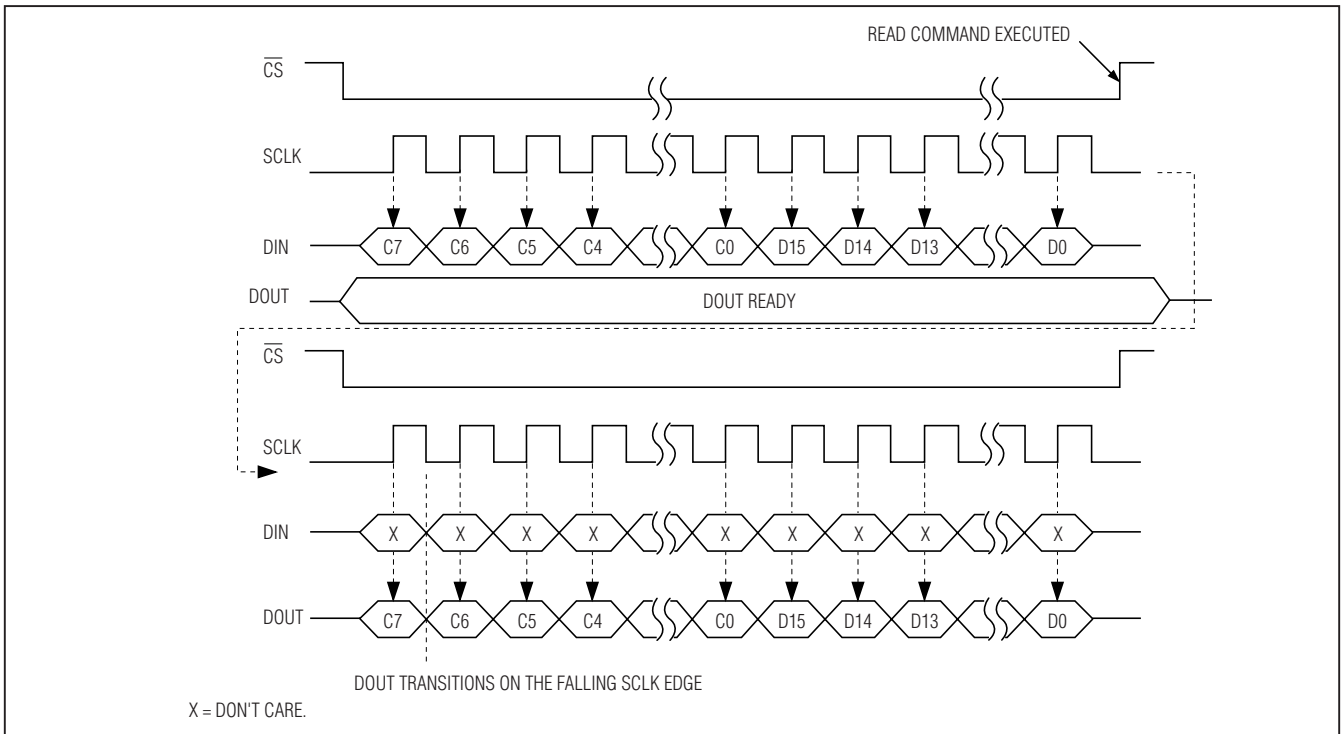 READ COMMAND EXECUTED
CS
SCLK
DIN C7 C6 C5 C4 C0 D15 D14 D13 D0
DOUT DOUT READY
CS
SCLK
DIN X X X X X X X X X
DOUT C7 C6 C5 C4 C0 D15 D14 D13 D0
DOUT TRANSITIONS ON THE FALLING SCLK EDGE
X = DON'T CARE.